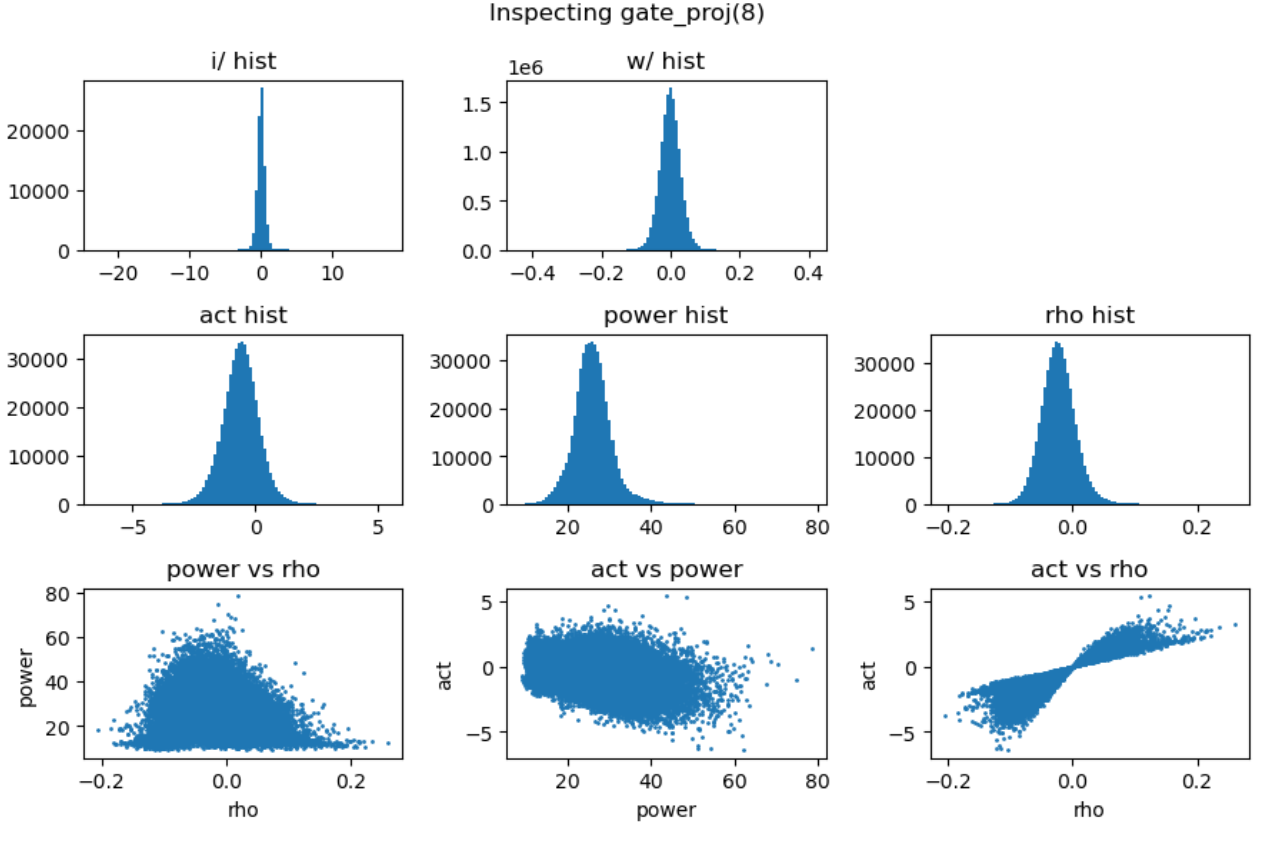 Inspecting gate_proj(8)
i/ hist
20000
10000
0
−20 −10 0 10
w/ hist
1e6
1.5
1.0
0.5
0.0
−0.4 −0.2 0.0 0.2 0.4
act hist
30000
20000
10000
0
−5 0 5
power hist
30000
20000
10000
0
20 40 60 80
rho hist
30000
20000
10000
0
−0.2 0.0 0.2
power vs rho
power
80
60
40
20
−0.2 0.0 0.2
rho
act vs power
act
5
0
−5
20 40 60 80
power
act vs rho
act
5
0
−5
−0.2 0.0 0.2
rho